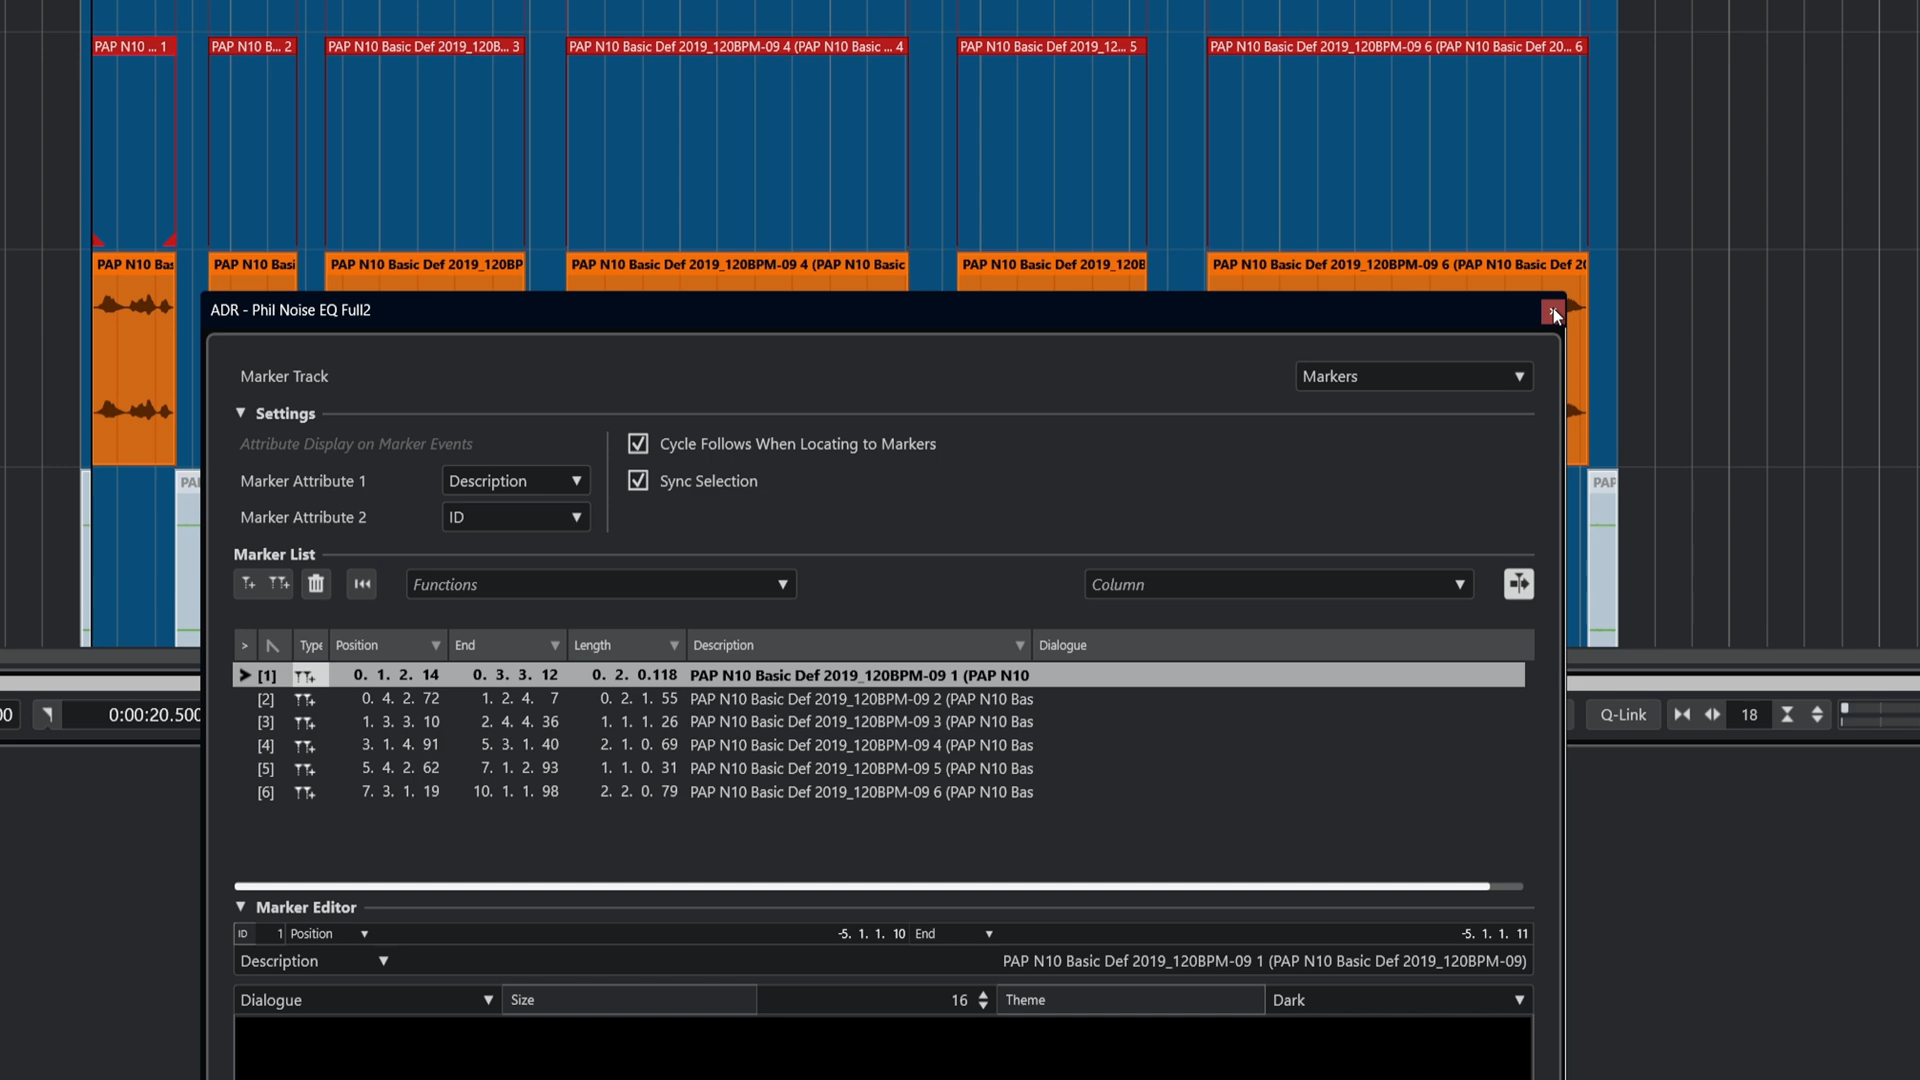 PAP N10 ... 1
PAP N10 B... 2
PAP N10 Basic Def 2019_120B... 3
PAP N10 Basic Def 2019_120BPM-09 4 (PAP N10 Basic ... 4
PAP N10 Basic Def 2019_12... 5
PAP N10 Basic Def 2019_120BPM-09 6 (PAP N10 Basic Def 20... 6
PAP N10 Bas
PAP N10 Basi
PAP N10 Basic Def 2019_120BP
PAP N10 Basic Def 2019_120BPM-09 4 (PAP N10 Basic
PAP N10 Basic Def 2019_120B
PAP N10 Basic Def 2019_120BPM-09 6 (PAP N10 Basic Def 20
ADR - Phil Noise EQ Full2
Marker Track
Markers
Settings
Attribute Display on Marker Events
Cycle Follows When Locating to Markers
Marker Attribute 1
Description
Sync Selection
PAP
PAP
Marker Attribute 2
ID
Marker List
Functions
Column
> Type Position End Length Description Dialogue
[1] 0. 1. 2. 14 0. 3. 3. 12 0. 2. 0.118 PAP N10 Basic Def 2019_120BPM-09 1 (PAP N10
[2] 0. 4. 2. 72 1. 2. 4. 7 0. 2. 1. 55 PAP N10 Basic Def 2019_120BPM-09 2 (PAP N10 Bas
[3] 1. 3. 3. 10 2. 4. 4. 36 1. 1. 1. 26 PAP N10 Basic Def 2019_120BPM-09 3 (PAP N10 Bas
[4] 3. 1. 4. 91 5. 3. 1. 40 2. 1. 0. 69 PAP N10 Basic Def 2019_120BPM-09 4 (PAP N10 Bas
[5] 5. 4. 2. 62 7. 1. 2. 93 1. 1. 0. 31 PAP N10 Basic Def 2019_120BPM-09 5 (PAP N10 Bas
[6] 7. 3. 1. 19 10. 1. 1. 98 2. 2. 0. 79 PAP N10 Basic Def 2019_120BPM-09 6 (PAP N10 Bas
00
0:00:20.500
Q-Link
18
Marker Editor
ID 1 Position -5. 1. 1. 10 End -5. 1. 1. 11
Description PAP N10 Basic Def 2019_120BPM-09 1 (PAP N10 Basic Def 2019_120BPM-09)
Dialogue Size 16 Theme Dark